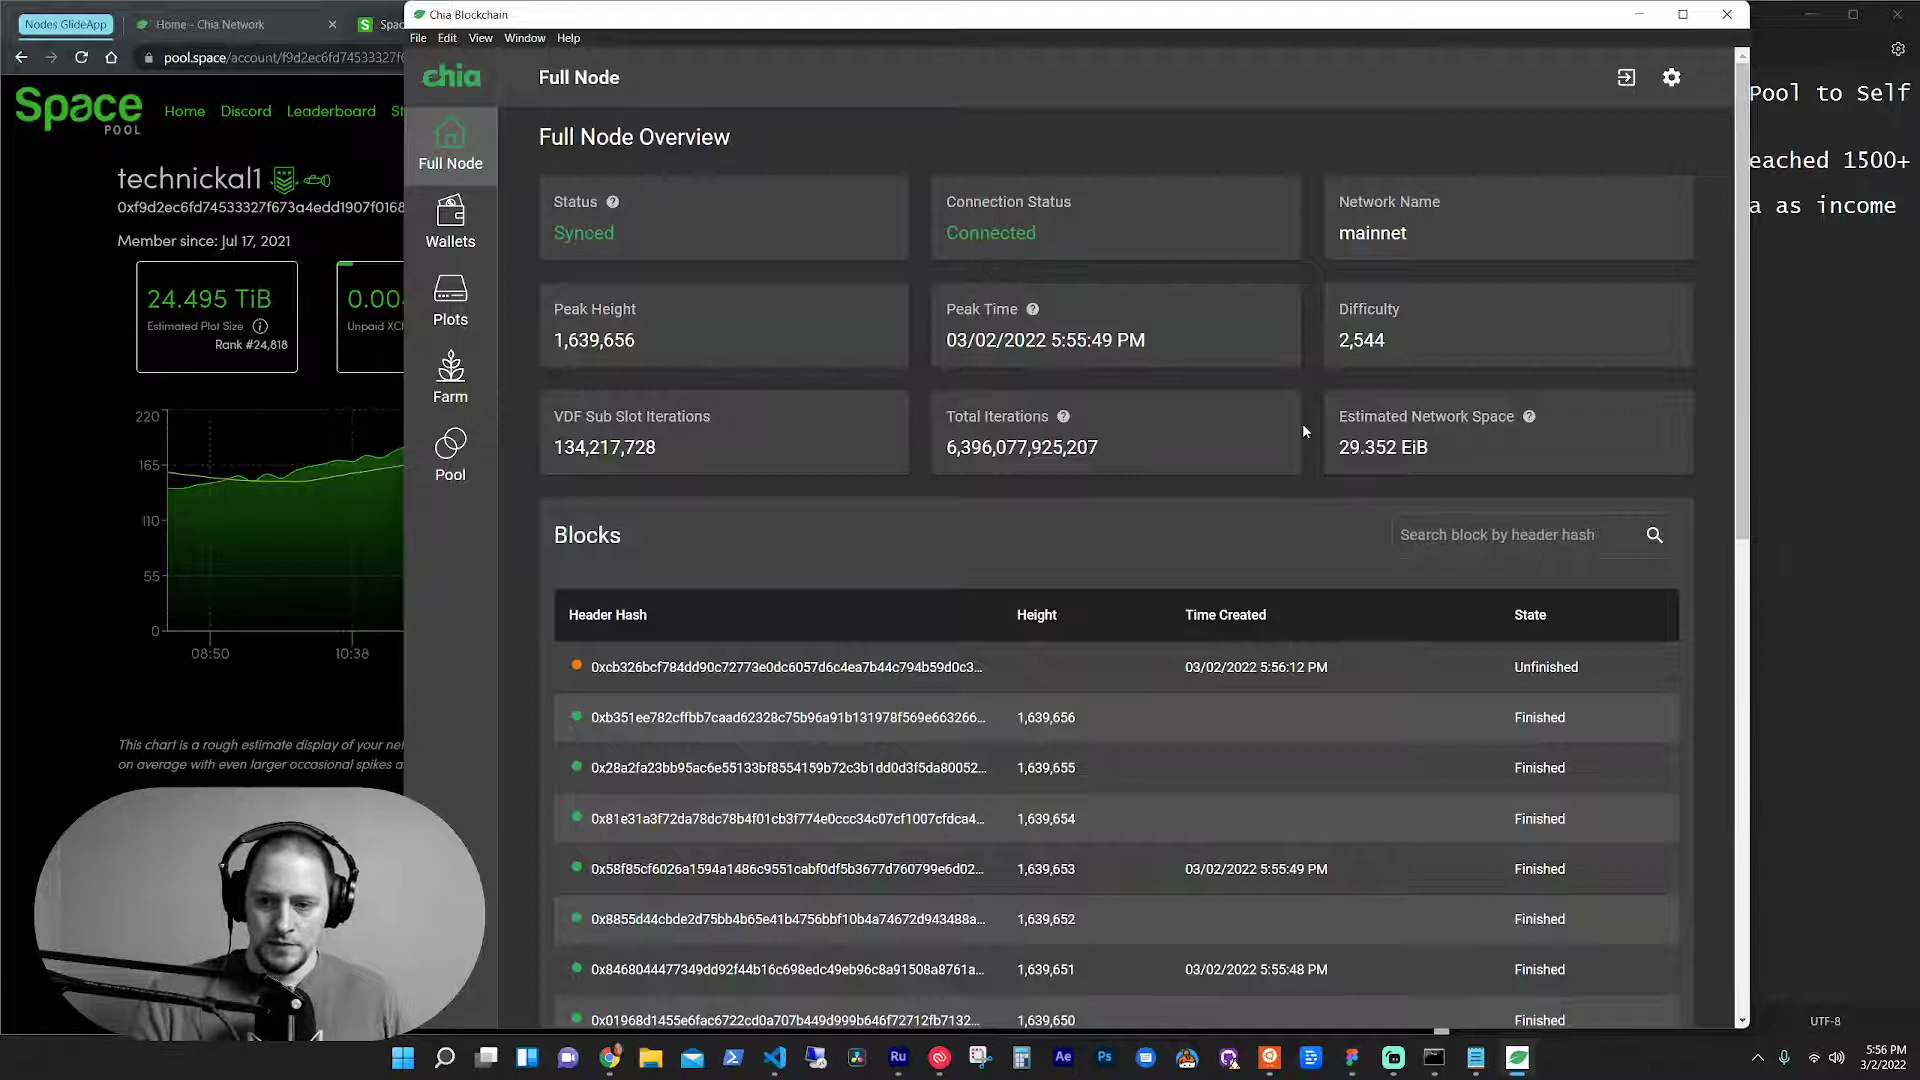 Nodes GlideApp
Home - Chia Network
S
Spac
pool.space/account/f9d2ec6fd74533327f6
Space
POOL
Home
Discord
Leaderboard
St
technickal1
0xf9d2ec6fd74533327f673a4edd1907f0168
Member since: Jul 17, 2021
24.495 TiB
Estimated Plot Size
Rank #24,818
0.00
Unpaid XC
220
165
110
55
0
08:50
10:38
This chart is a rough estimate display of your net
on average with even larger occasional spikes a
Chia Blockchain
File
Edit
View
Window
Help
chia
Full Node
Full Node
Wallets
Plots
Farm
Pool
Full Node Overview
Status
Synced
Connection Status
Connected
Network Name
mainnet
Peak Height
1,639,656
Peak Time
03/02/2022 5:55:49 PM
Difficulty
2,544
VDF Sub Slot Iterations
134,217,728
Total Iterations
6,396,077,925,207
Estimated Network Space
29.352 EiB
Blocks
Search block by header hash
Header Hash Height Time Created State
0xcb326bcf784dd90c72773e0dc6057d6c4ea7b44c794b59d0c3... 03/02/2022 5:56:12 PM Unfinished
0xb351ee782cffbb7caad62328c75b96a91b131978f569e663266... 1,639,656 Finished
0x28a2fa23bb95ac6e55133bf8554159b72c3b1dd0d3f5da80052... 1,639,655 Finished
0x81e31a3f72da78dc78b4f01cb3f774e0ccc34c07cf1007cfdca4... 1,639,654 Finished
0x58f85cf6026a1594a1486c9551cabf0df5b3677d760799e6d02... 1,639,653 03/02/2022 5:55:49 PM Finished
0x8855d44cbde2d75bb4b65e41b4756bbf10b4a74672d943488a... 1,639,652 Finished
0x8468044477349dd92f44b16c698edc49eb96c8a91508a8761a... 1,639,651 03/02/2022 5:55:48 PM Finished
0x01968d1455e6fac6722cd0a707b449d999b646f72712fb7132... 1,639,650 Finished
Pool to Self
eached 1500+
a as income
UTF-8
Ru
Ae
Ps
5:56 PM
3/2/2022